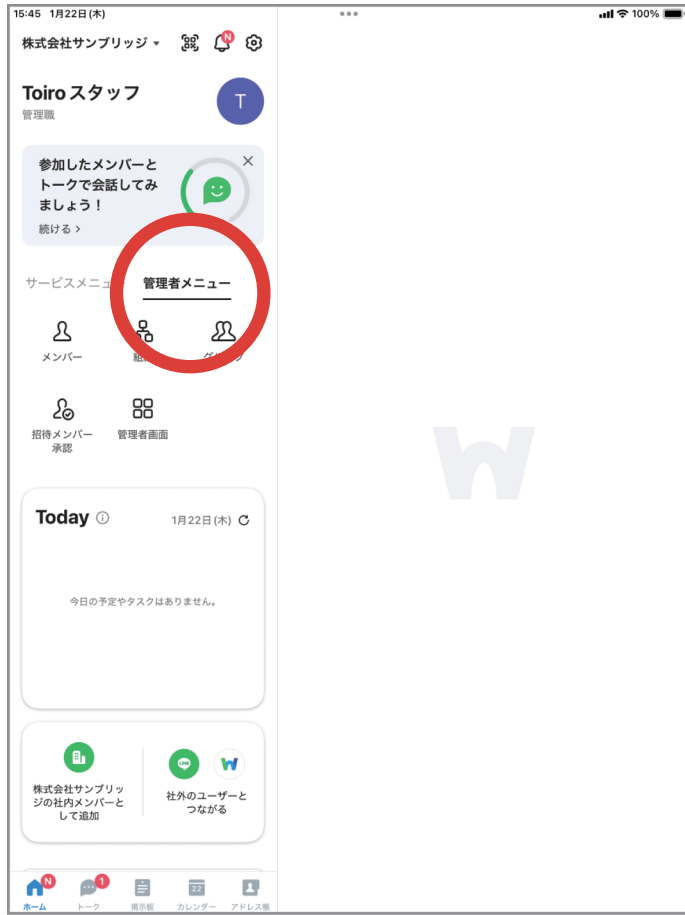 15:45 1月22日(木)
100%
株式会社サンブリッジ
N
Toiro スタッフ
管理職
T
参加したメンバーと
トークで会話してみ
ましょう！
続ける
サービスメニュ
管理者メニュー
メンバー
招待メンバー
承認
管理者画面
Today
1月22日(木)
今日の予定やタスクはありません。
株式会社サンブリッ
ジの社内メンバーと
して追加
LINE
社外のユーザーと
つながる
N
1
22
ホーム
トーク
掲示板
カレンダー
アドレス帳